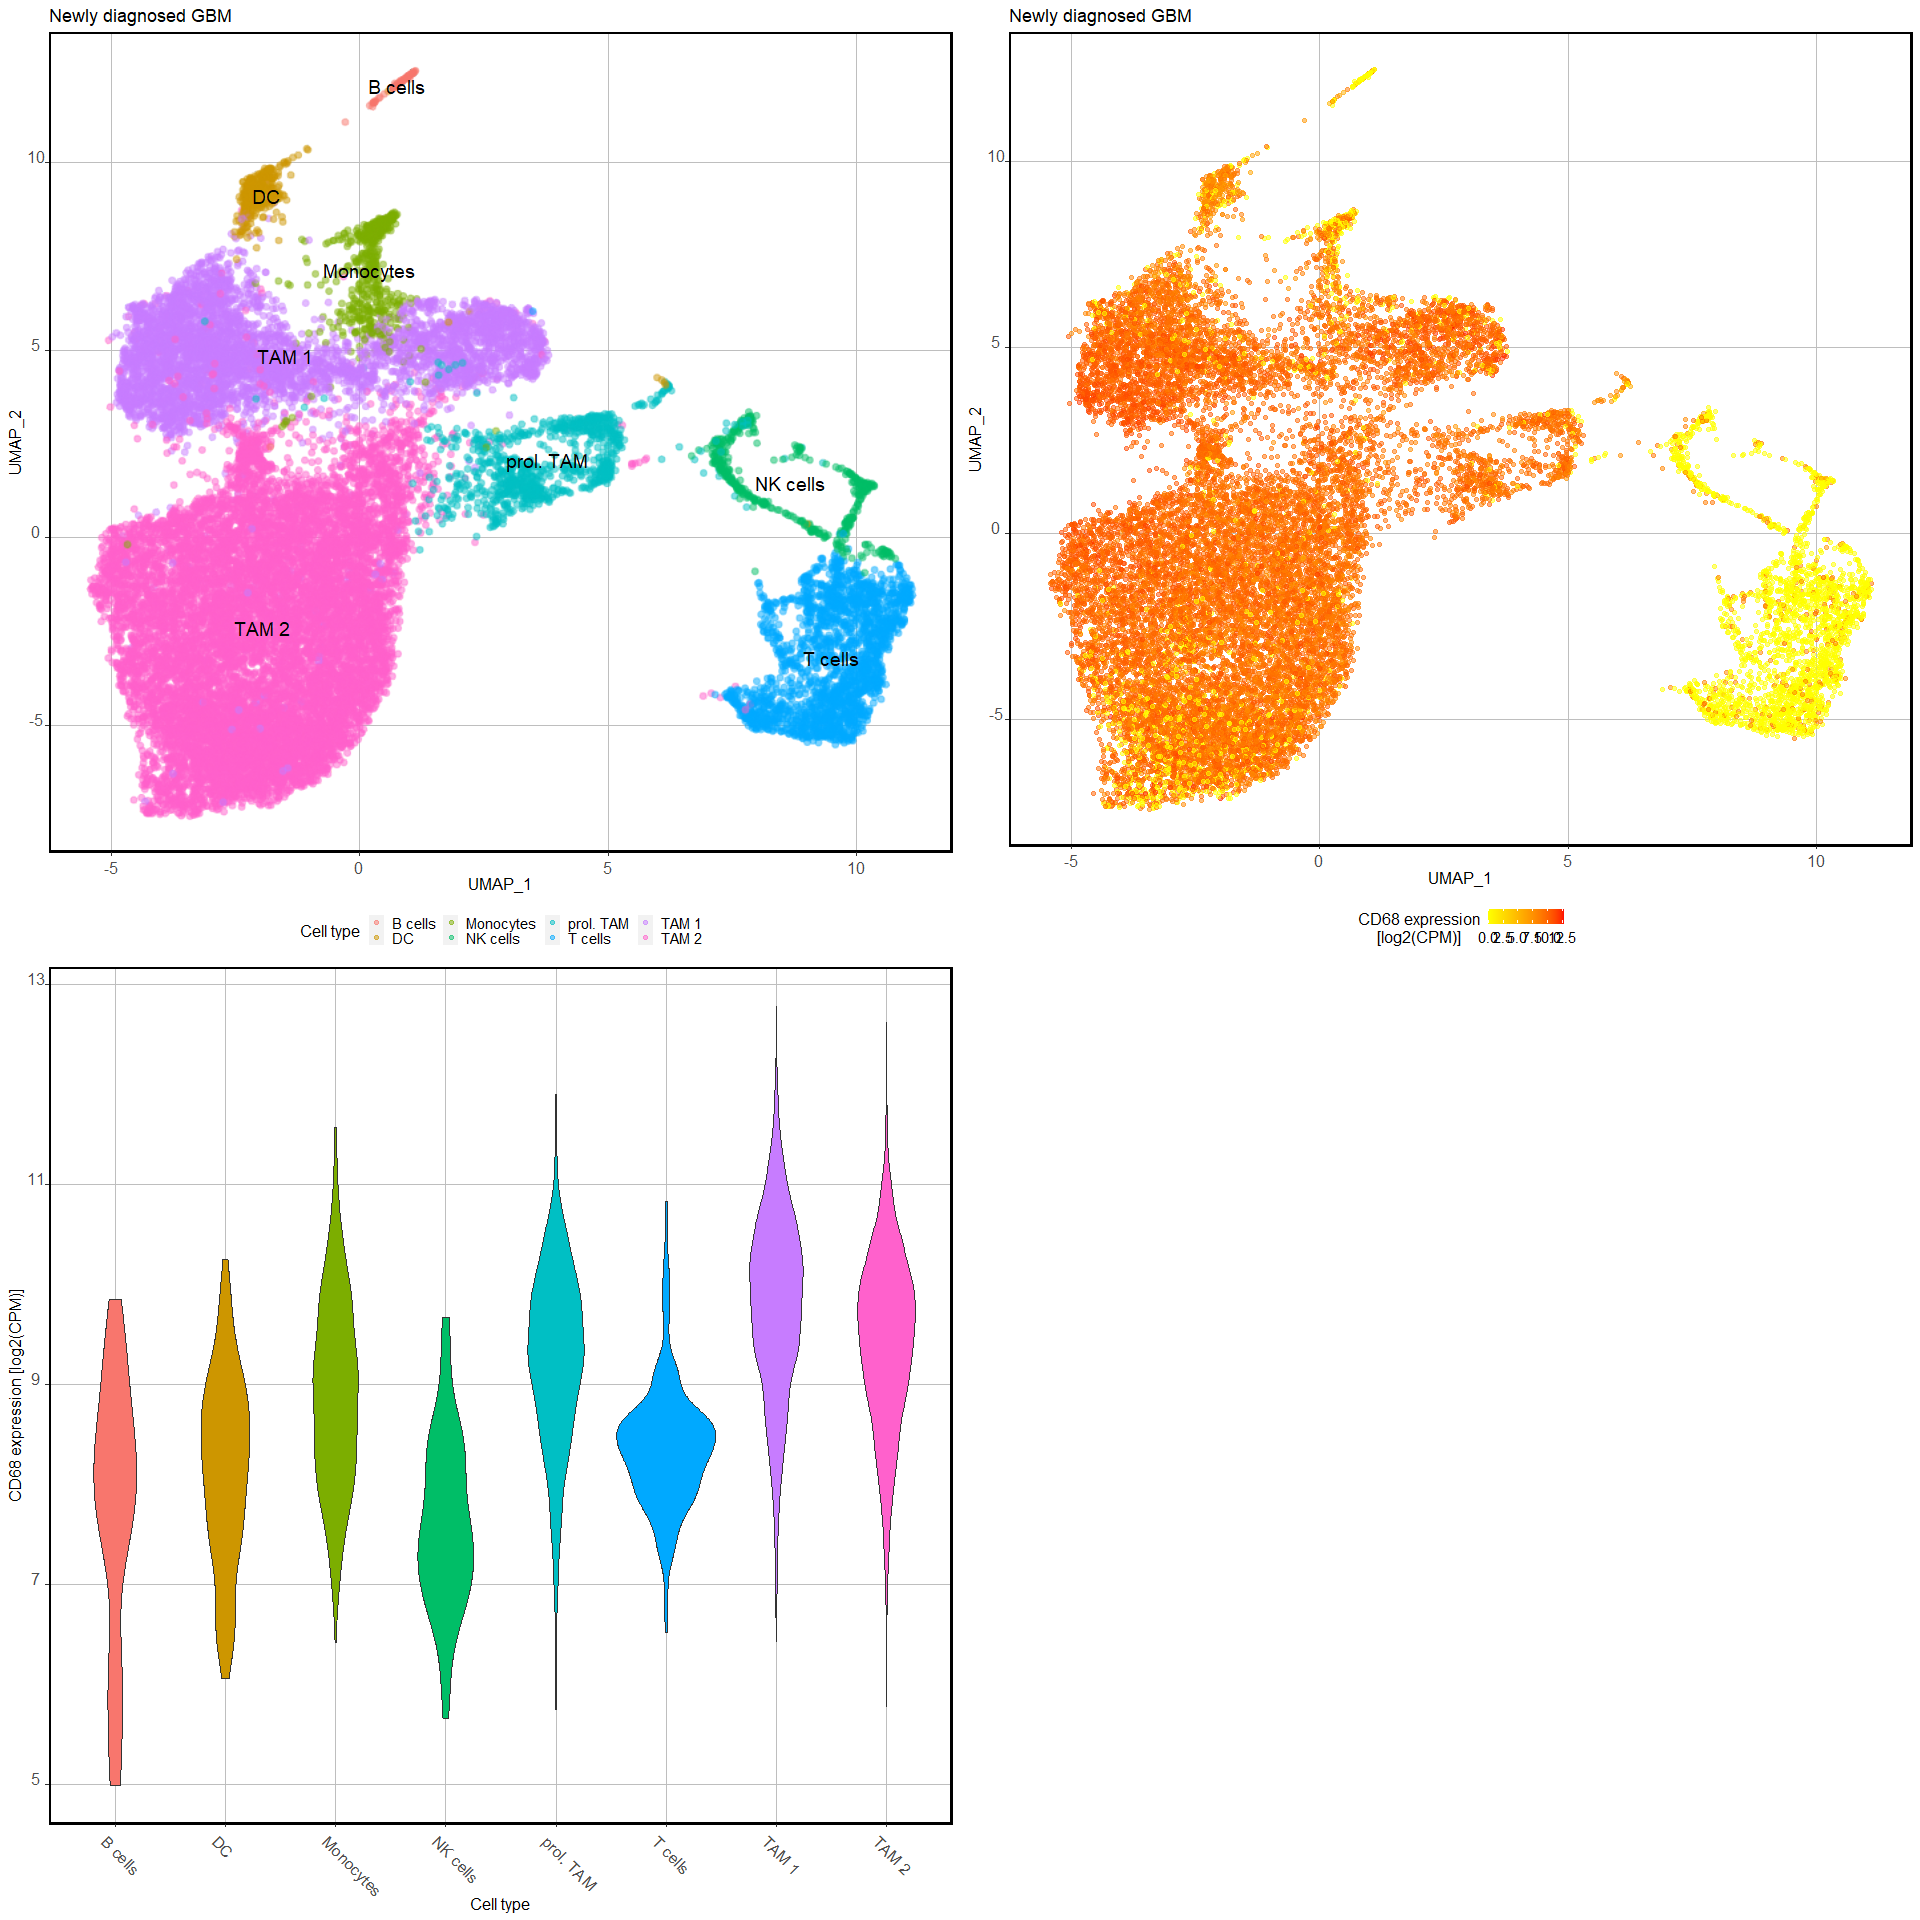 Newly diagnosed GBM
B cells
DC
Monocytes
TAM 1
prol. TAM
NK cells
TAM 2
T cells
10
5
0
-5
UMAP_2
-5 0 5 10
UMAP_1
Cell type
B cells Monocytes prol. TAM TAM 1
DC NK cells T cells TAM 2
Newly diagnosed GBM
10
5
0
-5
UMAP_2
-5 0 5 10
UMAP_1
CD68 expression
[log2(CPM)] 0.0 2.5 5.0 7.5 10.0 12.5
13
11
9
7
5
CD68 expression [log2(CPM)]
B cells DC Monocytes NK cells prol. TAM T cells TAM 1 TAM 2
Cell type